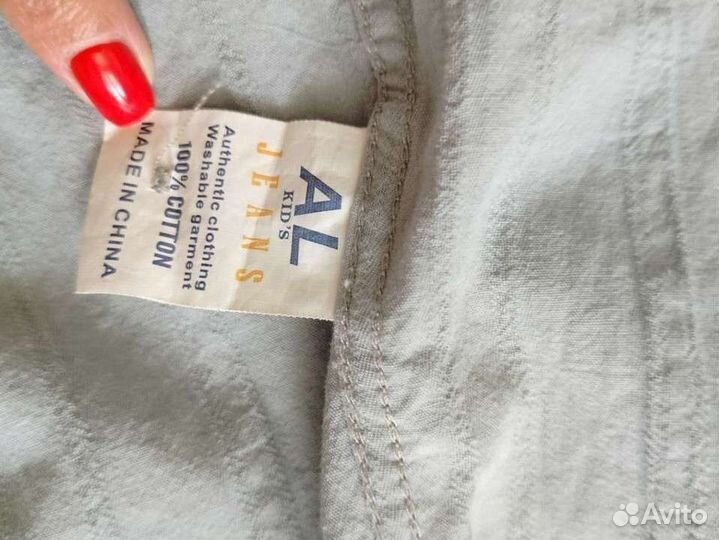 AL
KID'S
JEANS
Authentic clothing
Washable garment
100% COTTON
MADE IN CHINA
Avito